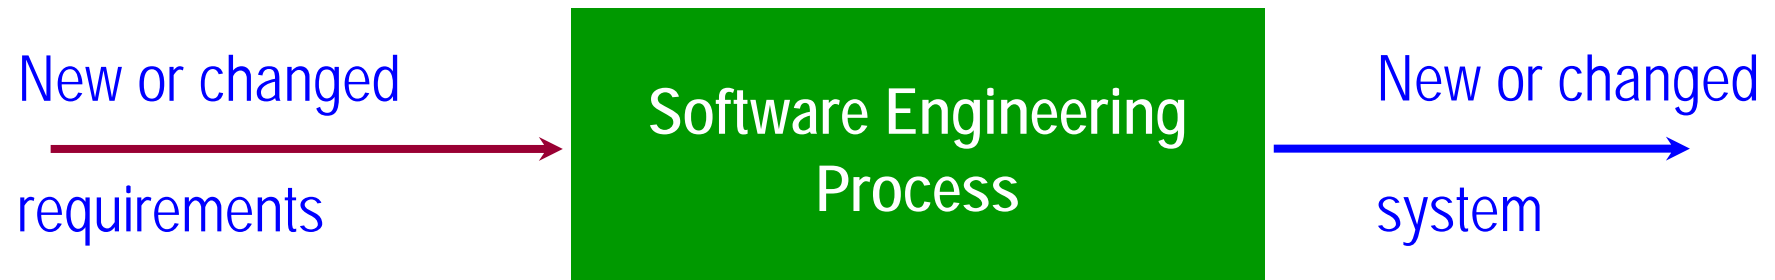 New or changed
requirements
Software Engineering
Process
New or changed
system